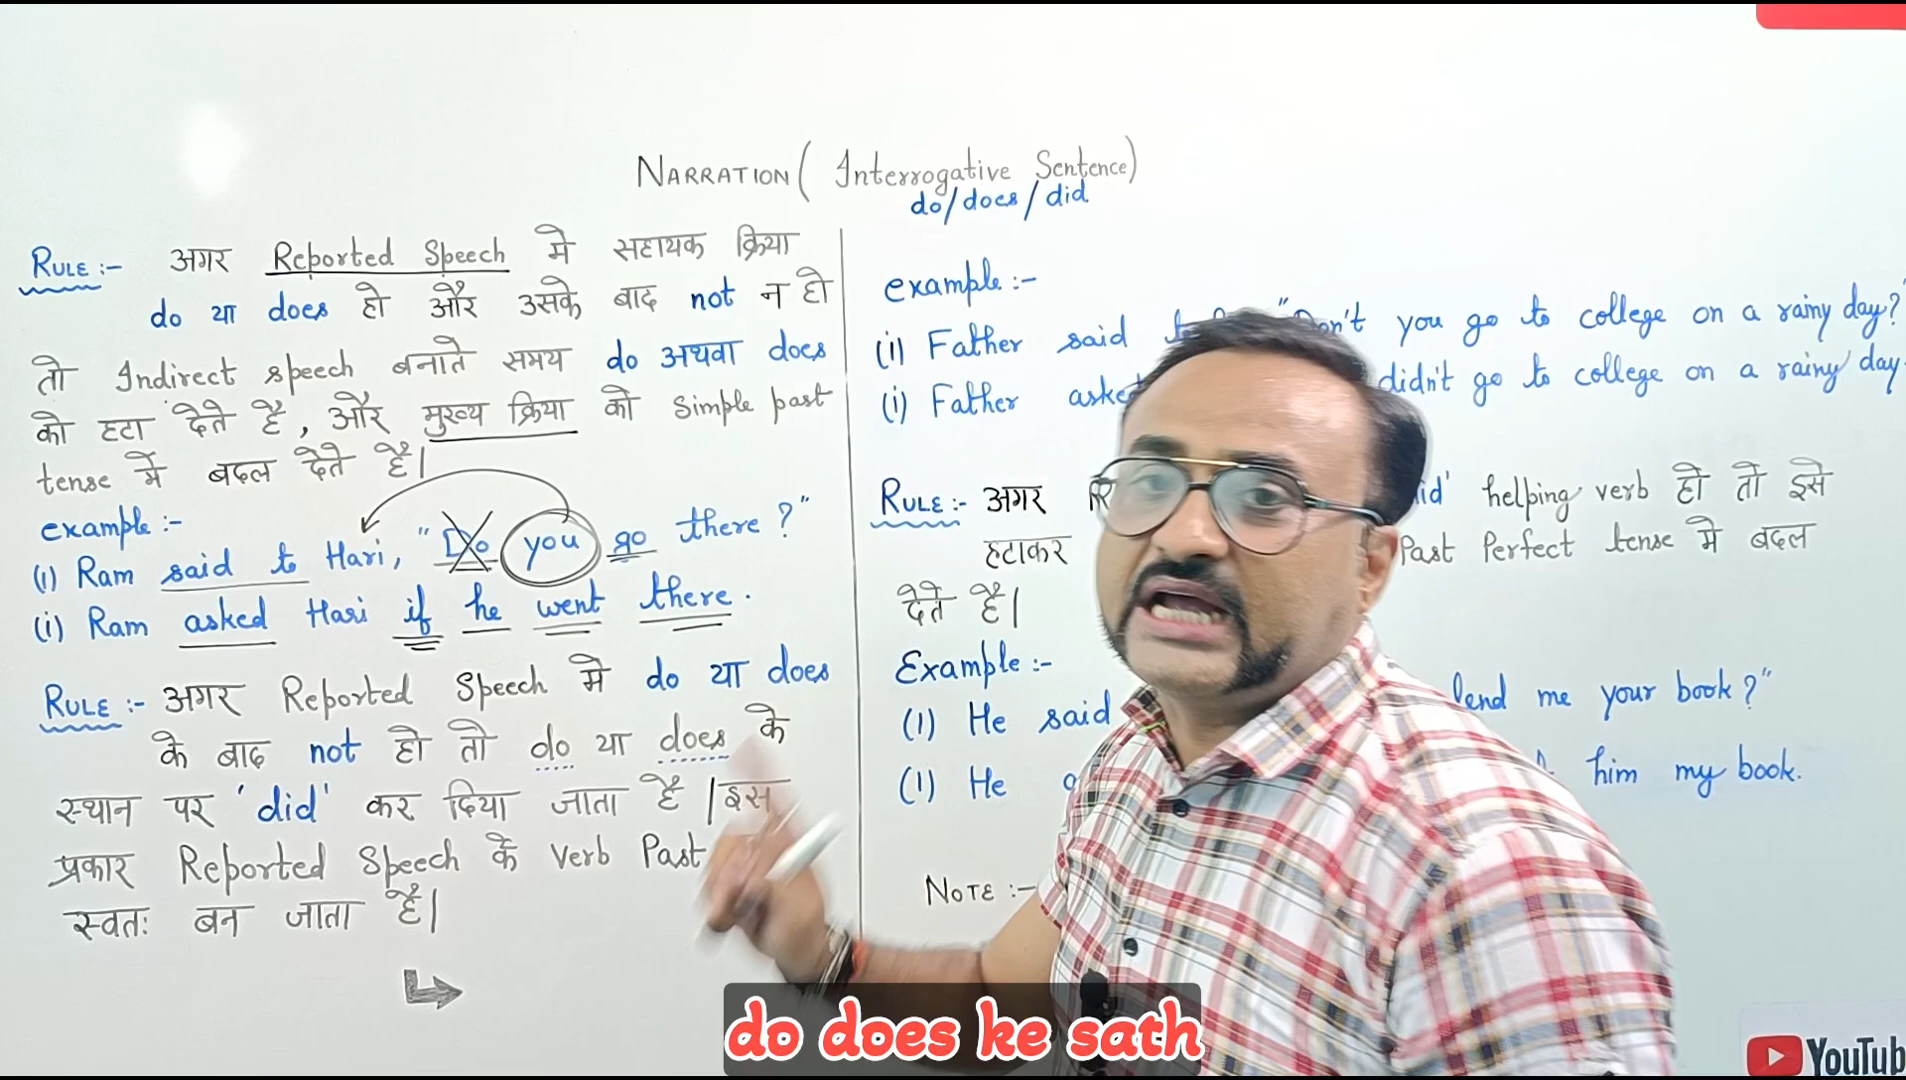 NARRATION ( Interrogative Sentence)
do/does/did
RULE :- अगर Reported Speech मे सहायक क्रिया
do या does हो और उसके बाद not न हो
तो Indirect speech बनाते समय do अथवा does
को हटा देते है, और मुख्य क्रिया को Simple past
tense में बदल देते है।
example :-
(i) Ram said to Hari, "Do you go there ?"
(i) Ram asked Hari if he went there.
RULE :- अगर Reported Speech मे do या does
के बाद not हो तो do या does के
स्थान पर 'did' कर दिया जाता है | इस
प्रकार Reported Speech के Verb Past
स्वतः बन जाता है।
example :-
(i) Father said "Don't you go to college on a rainy day?"
(i) Father asked didn't go to college on a rainy day.
RULE :- अगर helping verb हो तो इसे
हटाकर Past Perfect tense मे बदल
देते है।
Example :-
(1) He said lend me your book ?"
(1) He him my book.
NOTE :-
do does ke sath
YouTub